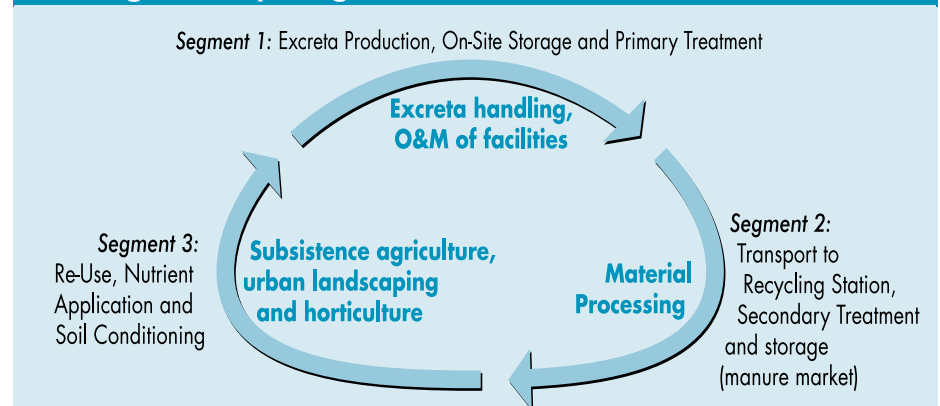 Segment 1: Excreta Production, On-Site Storage and Primary Treatment
Excreta handling,
O&M of facilities
Segment 2:
Transport to
Recycling Station,
Secondary Treatment
and storage
(manure market)
Material
Processing
Segment 3:
Re-Use, Nutrient
Application and
Soil Conditioning
Subsistence agriculture,
urban landscaping
and horticulture